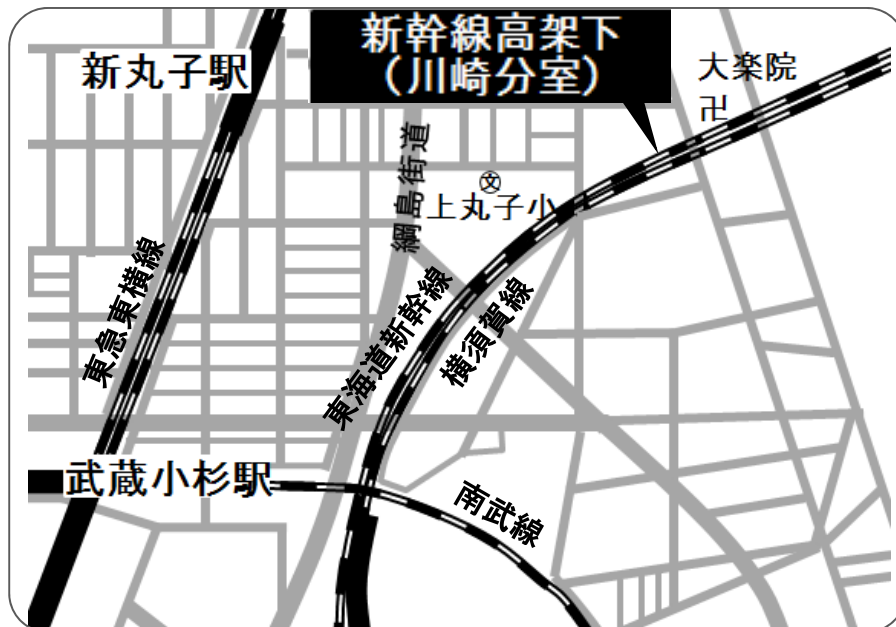 新幹線高架下
（川崎分室）
新丸子駅
大楽院
卍
綱島街道
文
上丸子小
東急東横線
東海道新幹線
横須賀線
武蔵小杉駅
南武線